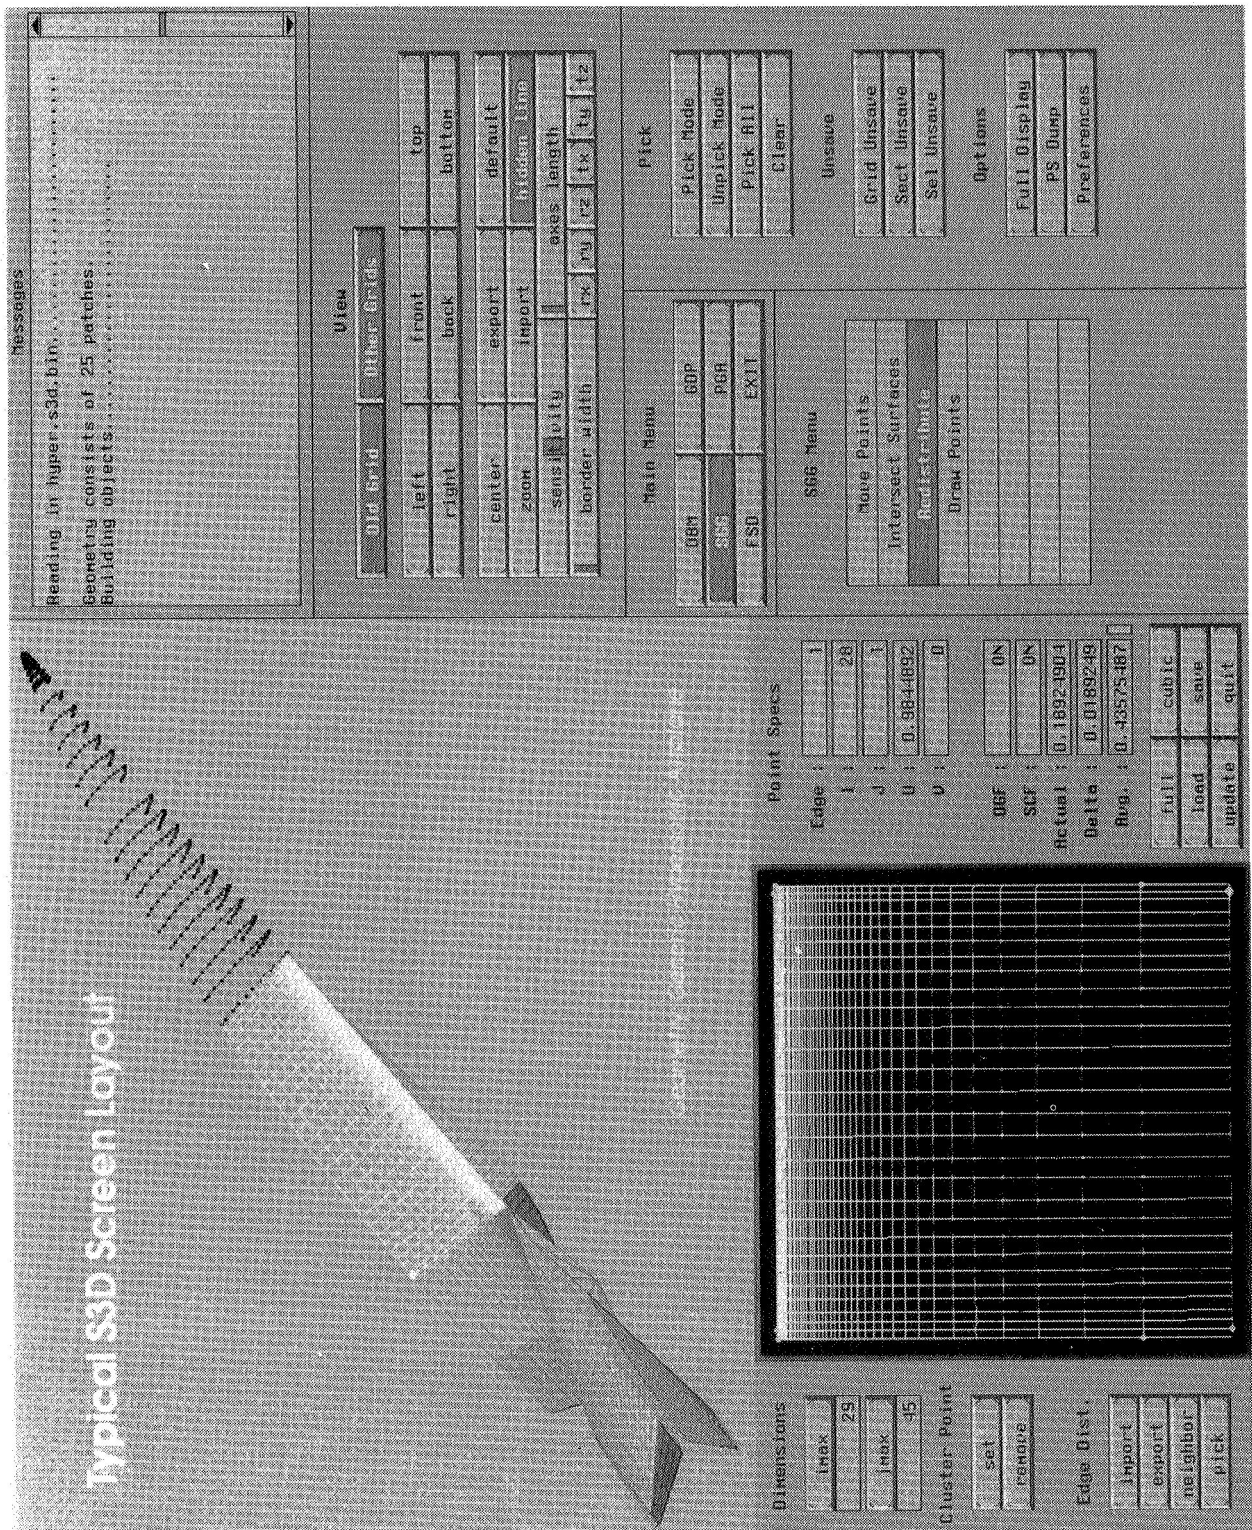 Typical S3D Screen Layout
Messages
Reading in hyper.s3d.bin..............................
Geometry consists of 25 patches.
Building objects..............................
View
Old Grid Other Grids
left front top
right back bottom
center export default
zoom import hidden line
sensitivity axes length
border width rx ry rz tx ty tz
Main Menu
DBM GOP
SGG PGA
FSD EXIT
Pick
Pick Mode
Unpick Mode
Pick All
Clear
SGG Menu
Move Points
Intersect Surfaces
Redistribute
Draw Points
Unsave
Grid Unsave
Sect Unsave
Sel Unsave
Options
Full Display
PS Dump
Preferences
Dimensions
imax
29
jmax
45
Cluster Point
set
remove
Edge Dist.
import
export
neighbor
pick
Point Specs
Edge 1
I : 28
J : 1
U : 0.9844892
V : 0
DGF : ON
SCF : ON
Actual : 0.18924904
Delta : 0.0189249
Avg. : 0.43575487
full cubic
load save
update quit